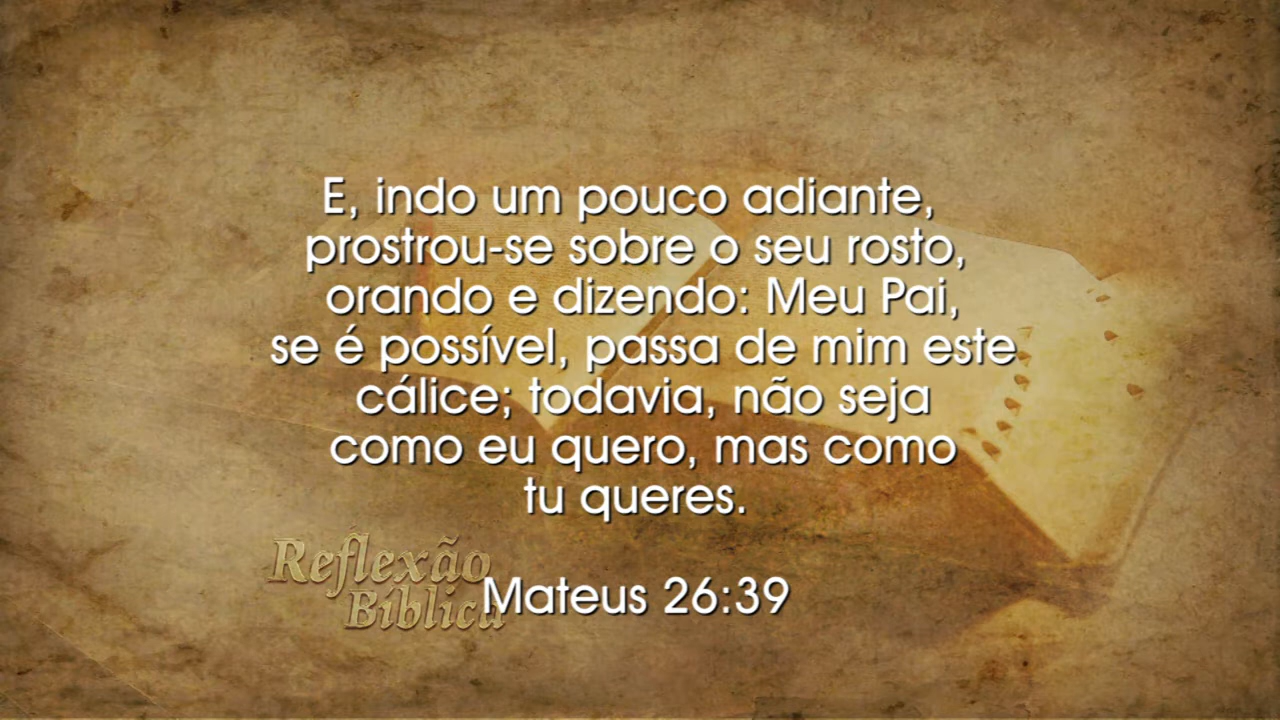 E, indo um pouco adiante,
prostrou-se sobre o seu rosto,
orando e dizendo: Meu Pai,
se é possível, passa de mim este
cálice; todavia, não seja
como eu quero, mas como
tu queres.
Reflexão
Bíblica
Mateus 26:39